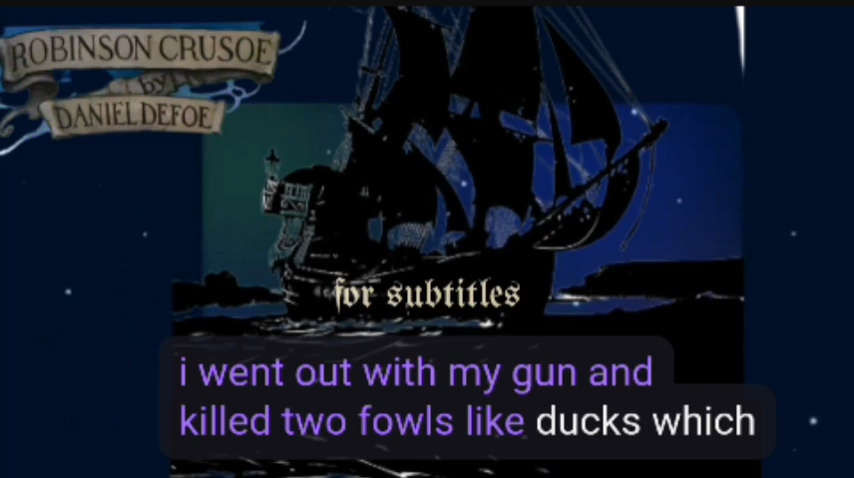 ROBINSON CRUSOE
by
DANIEL DEFOE
for subtitles
i went out with my gun and
killed two fowls like ducks which